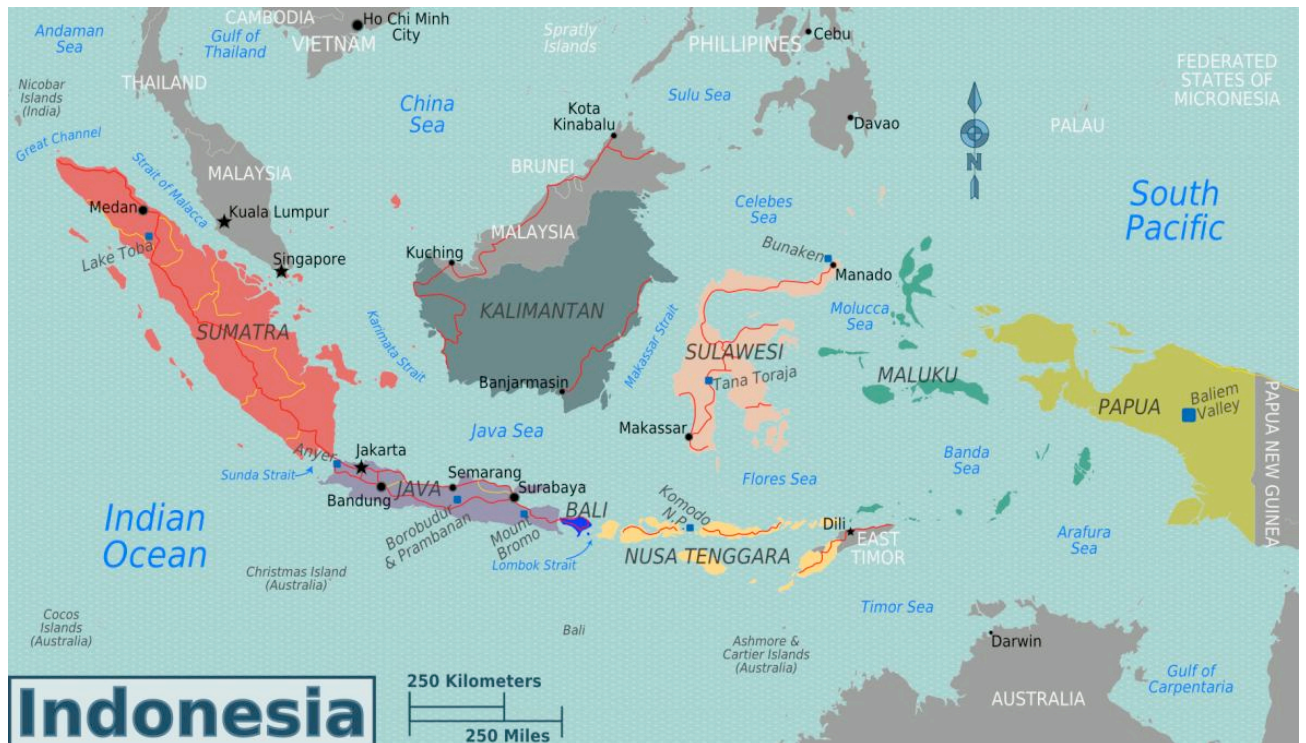 Andaman
Sea
CAMBODIA
Gulf of
Thailand
VIETNAM
Ho Chi Minh
City
Spratly
Islands
PHILLIPINES
Cebu
FEDERATED
STATES OF
MICRONESIA
THAILAND
Nicobar
Islands
(India)
China
Sea
Sulu Sea
Kota
Kinabalu
Davao
PALAU
N
Great Channel
Strait of Malacca
MALAYSIA
BRUNEI
Medan
Kuala Lumpur
MALAYSIA
Celebes
Sea
South
Pacific
Lake Toba
Singapore
Kuching
Bunaken
Manado
Molucca
Sea
SUMATRA
Karimata Strait
KALIMANTAN
Makassar Strait
SULAWESI
Tana Toraja
MALUKU
Banjarmasin
PAPUA
Baliem
Valley
PAPUA NEW GUINEA
Makassar
Java Sea
Banda
Sea
Flores Sea
Anyer
Jakarta
Sunda Strait
Bandung
JAVA
Semarang
Surabaya
BALI
Borobudur
& Prambanan
Mount
Bromo
Komodo
N.P.
Lombok Strait
NUSA TENGGARA
Dili
EAST
TIMOR
Arafura
Sea
Indian
Ocean
Christmas Island
(Australia)
Cocos
Islands
(Australia)
Bali
Timor Sea
Ashmore &
Cartier Islands
(Australia)
Darwin
Gulf of
Carpentaria
AUSTRALIA
Indonesia
250 Kilometers
250 Miles